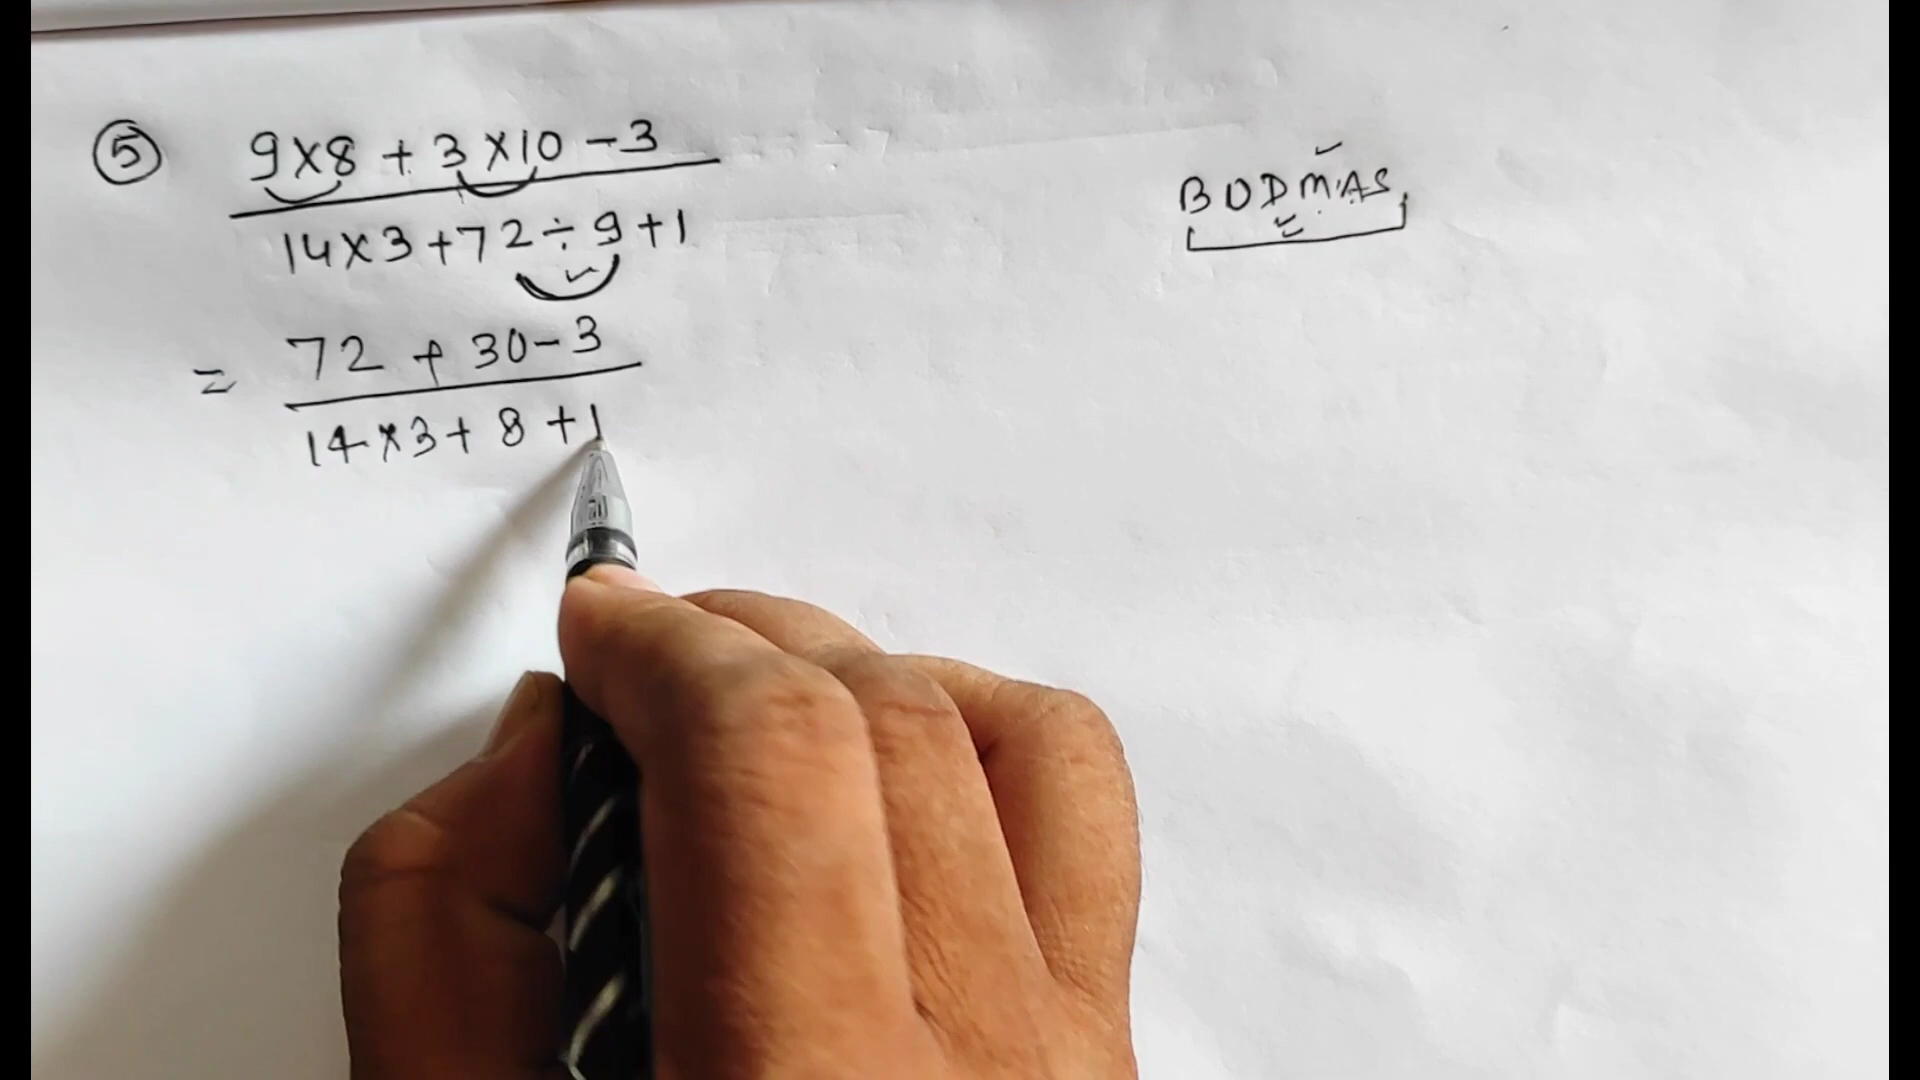 ⑤ 9×8 + 3×10 - 3
14×3+72÷9+1
BODMAS
= 72 + 30-3
14×3+ 8 +1